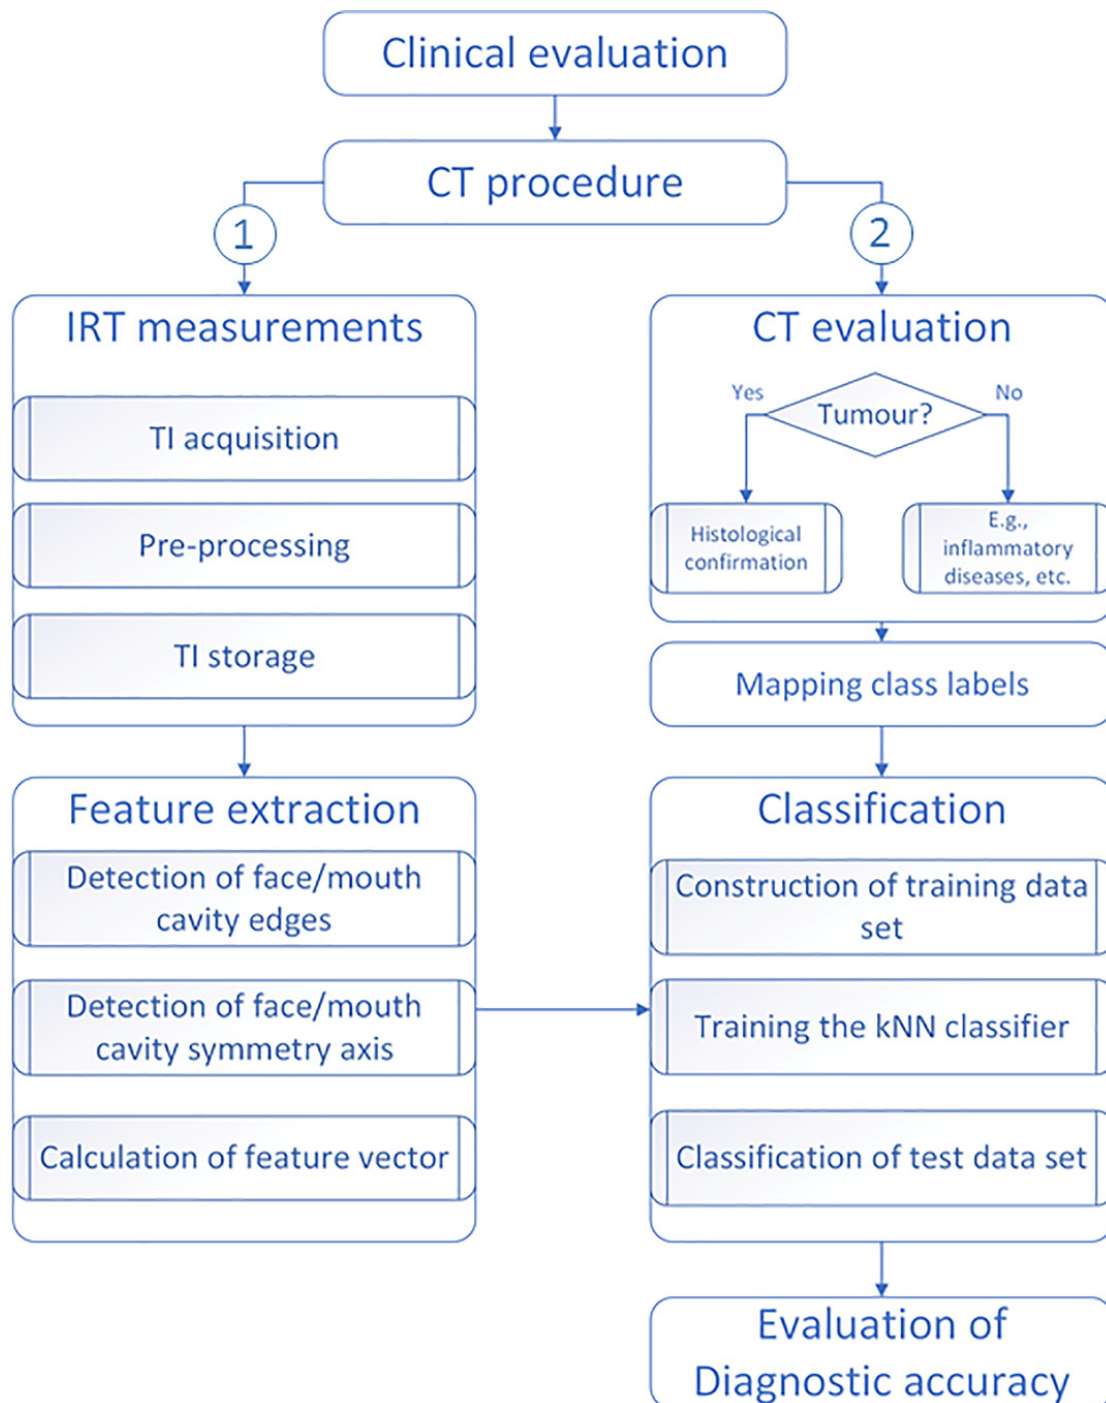 Clinical evaluation
CT procedure
1
2
IRT measurements
TI acquisition
Pre-processing
TI storage
CT evaluation
Yes
No
Tumour?
Histological
confirmation
E.g.,
inflammatory
diseases, etc.
Mapping class labels
Feature extraction
Detection of face/mouth
cavity edges
Detection of face/mouth
cavity symmetry axis
Calculation of feature vector
Classification
Construction of training data
set
Training the kNN classifier
Classification of test data set
Evaluation of
Diagnostic accuracy